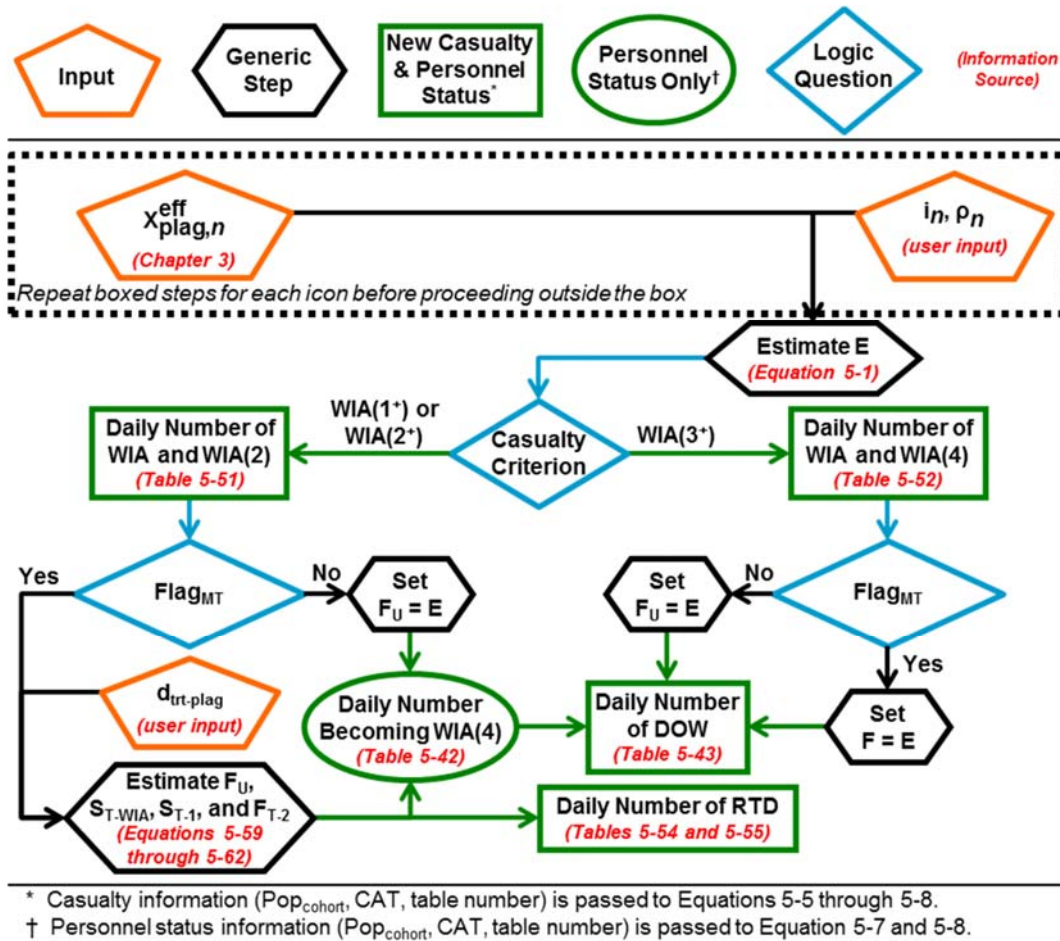 Input
Generic
Step
New Casualty
& Personnel
Status*
Personnel
Status Only†
Logic
Question
(Information
Source)
X^eff_plag,n
(Chapter 3)
i_n, ρ_n
(user input)
Repeat boxed steps for each icon before proceeding outside the box
Estimate E
(Equation 5-1)
WIA(1⁺) or
WIA(2⁺)
Casualty
Criterion
WIA(3⁺)
Daily Number of
WIA and WIA(2)
(Table 5-51)
Daily Number of
WIA and WIA(4)
(Table 5-52)
Yes
Flag_MT
No
Set
F_U = E
Set
F_U = E
No
Flag_MT
Yes
d_trt-plag
(user input)
Daily Number
Becoming WIA(4)
(Table 5-42)
Daily Number
of DOW
(Table 5-43)
Set
F = E
Estimate F_U,
S_T-WIA, S_T-1, and F_T-2
(Equations 5-59
through 5-62)
Daily Number of RTD
(Tables 5-54 and 5-55)
* Casualty information (Pop_cohort, CAT, table number) is passed to Equations 5-5 through 5-8.
† Personnel status information (Pop_cohort, CAT, table number) is passed to Equation 5-7 and 5-8.